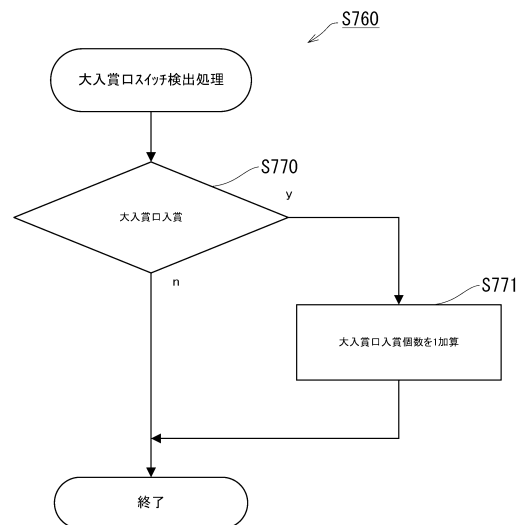 S760
大入賞口スイッチ検出処理
S770
大入賞口入賞
y
n
S771
大入賞口入賞個数を1加算
終了